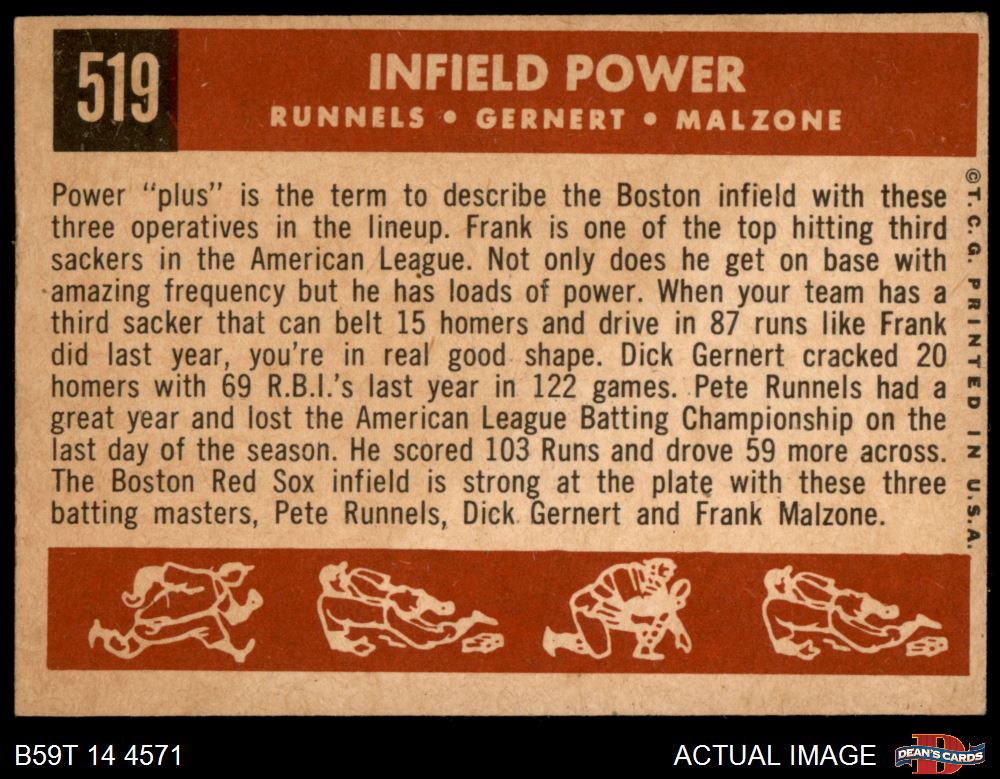 519
INFIELD POWER
RUNNELS • GERNERT • MALZONE
Power “plus” is the term to describe the Boston infield with these
three operatives in the lineup. Frank is one of the top hitting third
sackers in the American League. Not only does he get on base with
amazing frequency but he has loads of power. When your team has a
third sacker that can belt 15 homers and drive in 87 runs like Frank
did last year, you're in real good shape. Dick Gernert cracked 20
homers with 69 R.B.I.'s last year in 122 games. Pete Runnels had a
great year and lost the American League Batting Championship on the
last day of the season. He scored 103 Runs and drove 59 more across.
The Boston Red Sox infield is strong at the plate with these three
batting masters, Pete Runnels, Dick Gernert and Frank Malzone.
©T.C.G. PRINTED IN U.S.A.
B59T 14 4571
ACTUAL IMAGE
DEAN'S CARDS